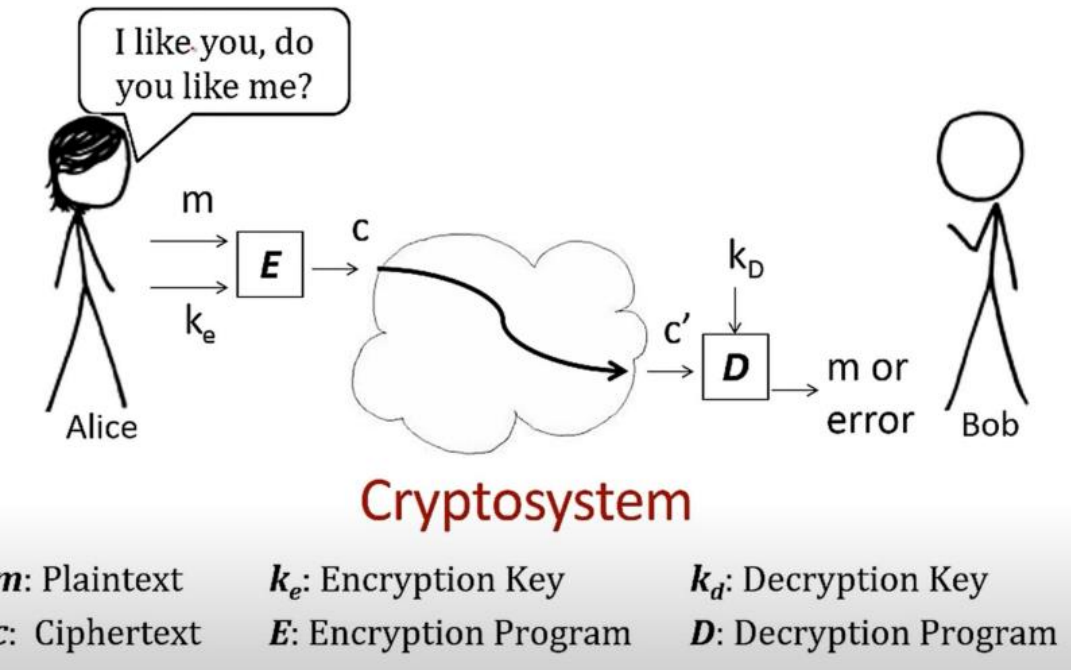 I like you, do
you like me?
m
E
c
k_e
k_D
c′
D
m or
error
Alice
Bob
Cryptosystem
m: Plaintext k_e: Encryption Key k_d: Decryption Key
c: Ciphertext E: Encryption Program D: Decryption Program